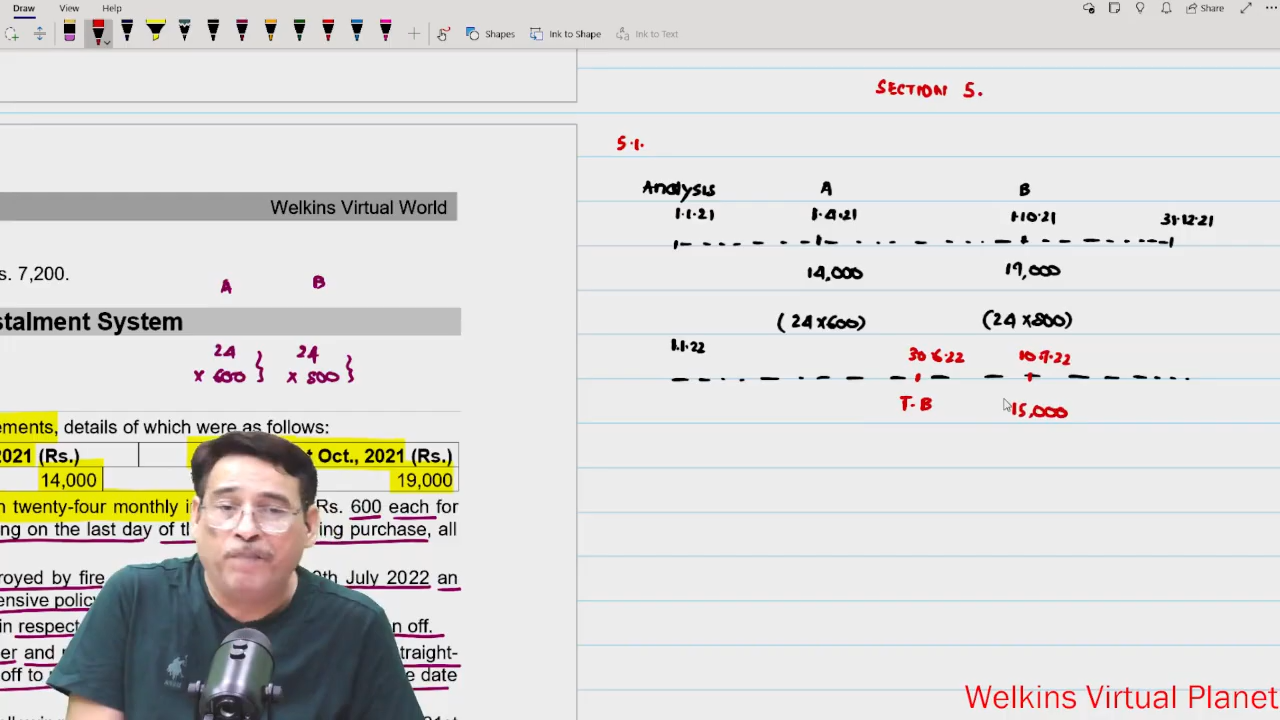 Draw View Help
Share
Shapes Ink to Shape Ink to Text
Welkins Virtual World
s. 7,200.
A B
stalment System
24 24
x 600 } x 800 }
ements, details of which were as follows:
2021 (Rs.) st Oct., 2021 (Rs.)
14,000 19,000
n twenty-four monthly i Rs. 600 each for
ng on the last day of th ing purchase, all
royed by fire th July 2022 an
ensive policy
in respect n off.
er and traight-
off to e date
SECTION 5.
5.1.
Analysis A B
1.1.21 1.4.21 1.10.21 31.12.21
14,000 19,000
(24 x 600) (24 x 800)
1.1.22 30.6.22 10.7.22
T.B 15,000
Welkins Virtual Planet